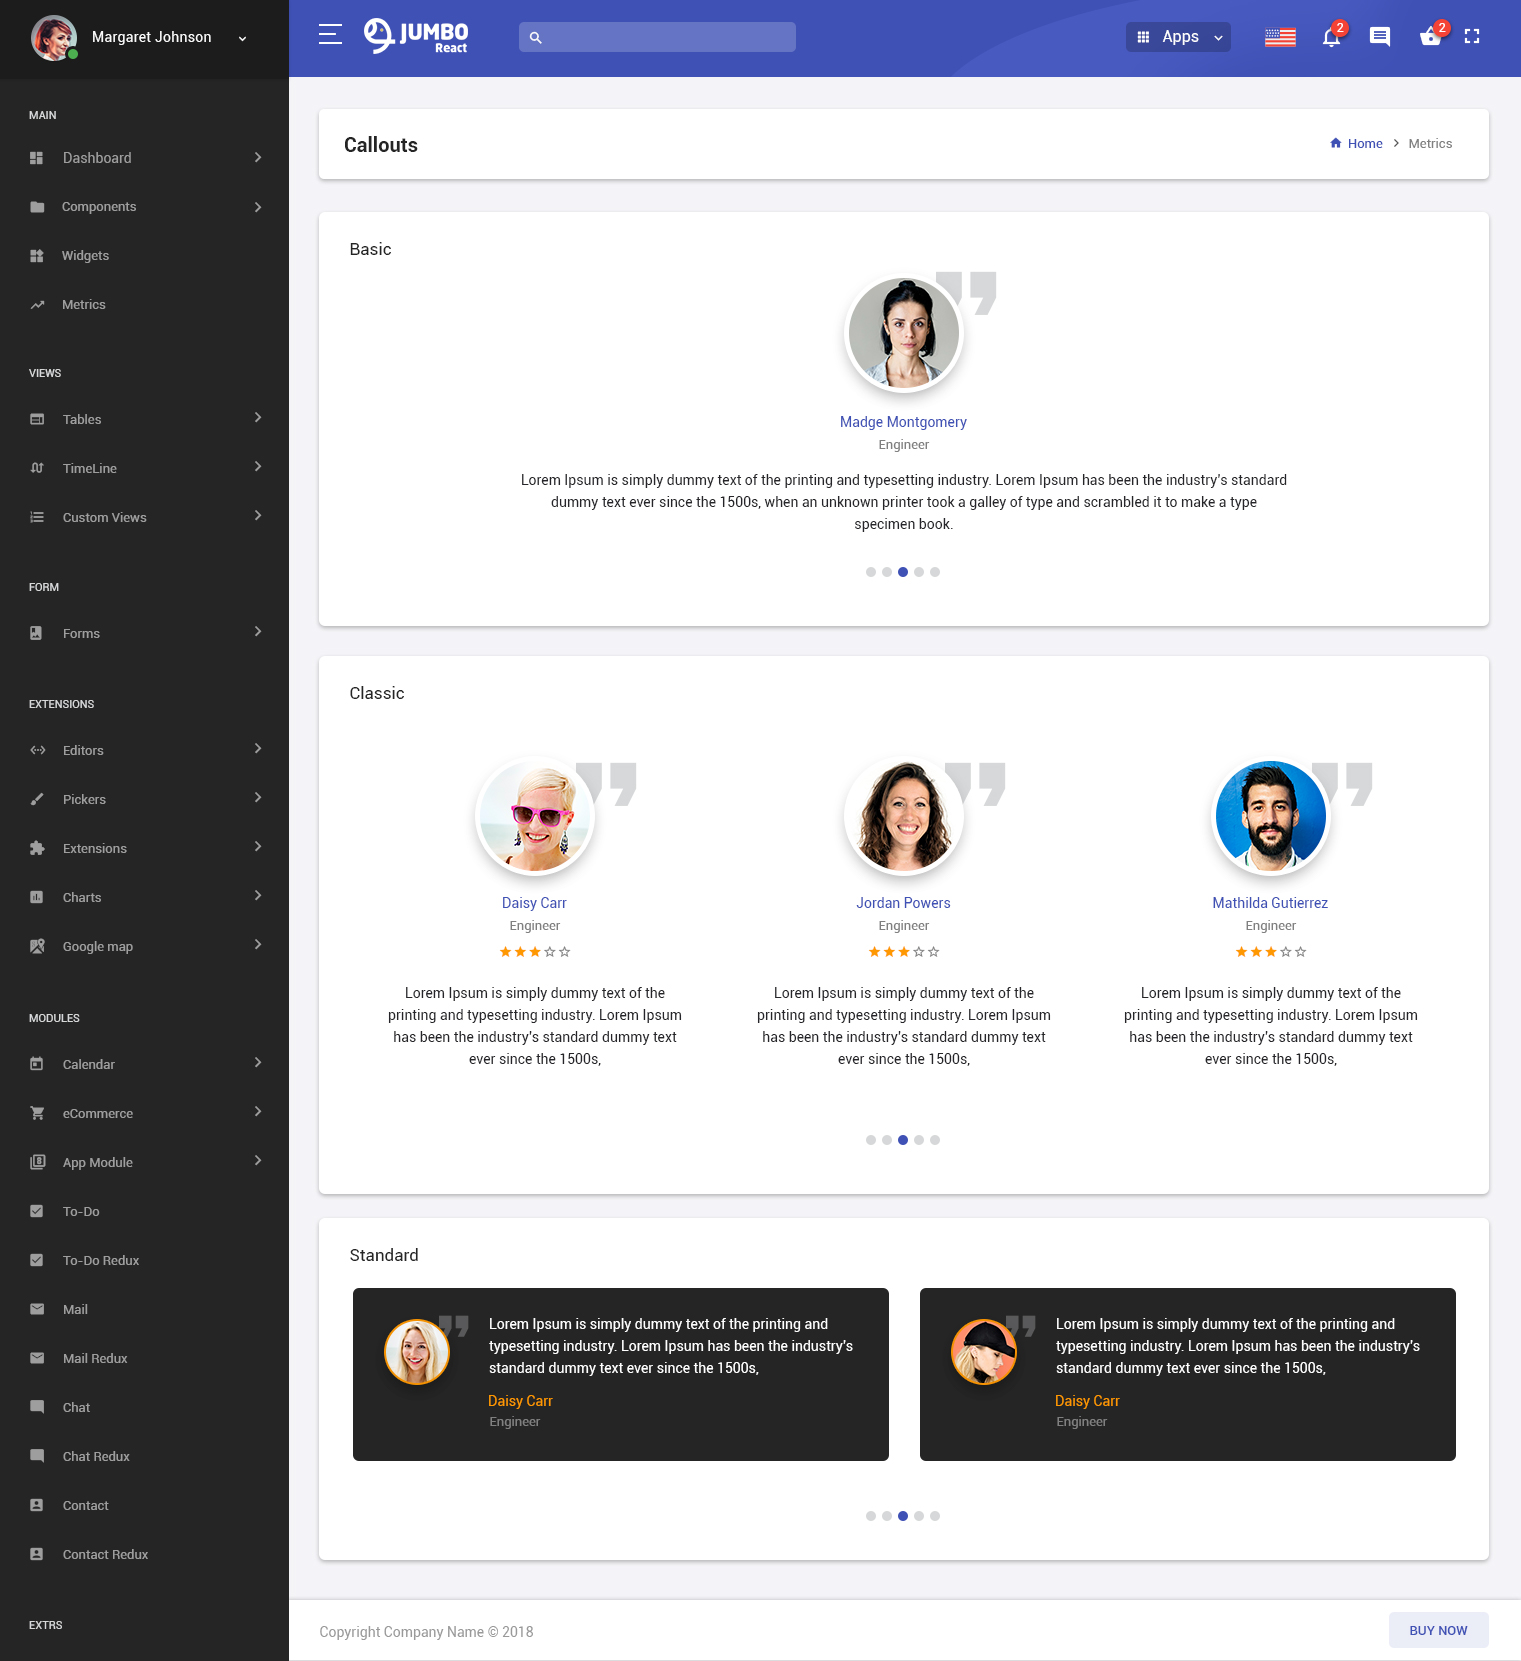 Margaret Johnson
JUMBO
React
Apps
2
2
MAIN
Dashboard
Components
Widgets
Metrics
VIEWS
Tables
TimeLine
Custom Views
FORM
Forms
EXTENSIONS
Editors
Pickers
Extensions
Charts
Google map
MODULES
Calendar
eCommerce
App Module
To-Do
To-Do Redux
Mail
Mail Redux
Chat
Chat Redux
Contact
Contact Redux
EXTRS
Callouts
Home > Metrics
Basic
Madge Montgomery
Engineer
Lorem Ipsum is simply dummy text of the printing and typesetting industry. Lorem Ipsum has been the industry's standard
dummy text ever since the 1500s, when an unknown printer took a galley of type and scrambled it to make a type
specimen book.
Classic
Daisy Carr
Engineer
Lorem Ipsum is simply dummy text of the
printing and typesetting industry. Lorem Ipsum
has been the industry's standard dummy text
ever since the 1500s,
Jordan Powers
Engineer
Lorem Ipsum is simply dummy text of the
printing and typesetting industry. Lorem Ipsum
has been the industry's standard dummy text
ever since the 1500s,
Mathilda Gutierrez
Engineer
Lorem Ipsum is simply dummy text of the
printing and typesetting industry. Lorem Ipsum
has been the industry's standard dummy text
ever since the 1500s,
Standard
Lorem Ipsum is simply dummy text of the printing and
typesetting industry. Lorem Ipsum has been the industry's
standard dummy text ever since the 1500s,
Daisy Carr
Engineer
Lorem Ipsum is simply dummy text of the printing and
typesetting industry. Lorem Ipsum has been the industry's
standard dummy text ever since the 1500s,
Daisy Carr
Engineer
Copyright Company Name © 2018
BUY NOW